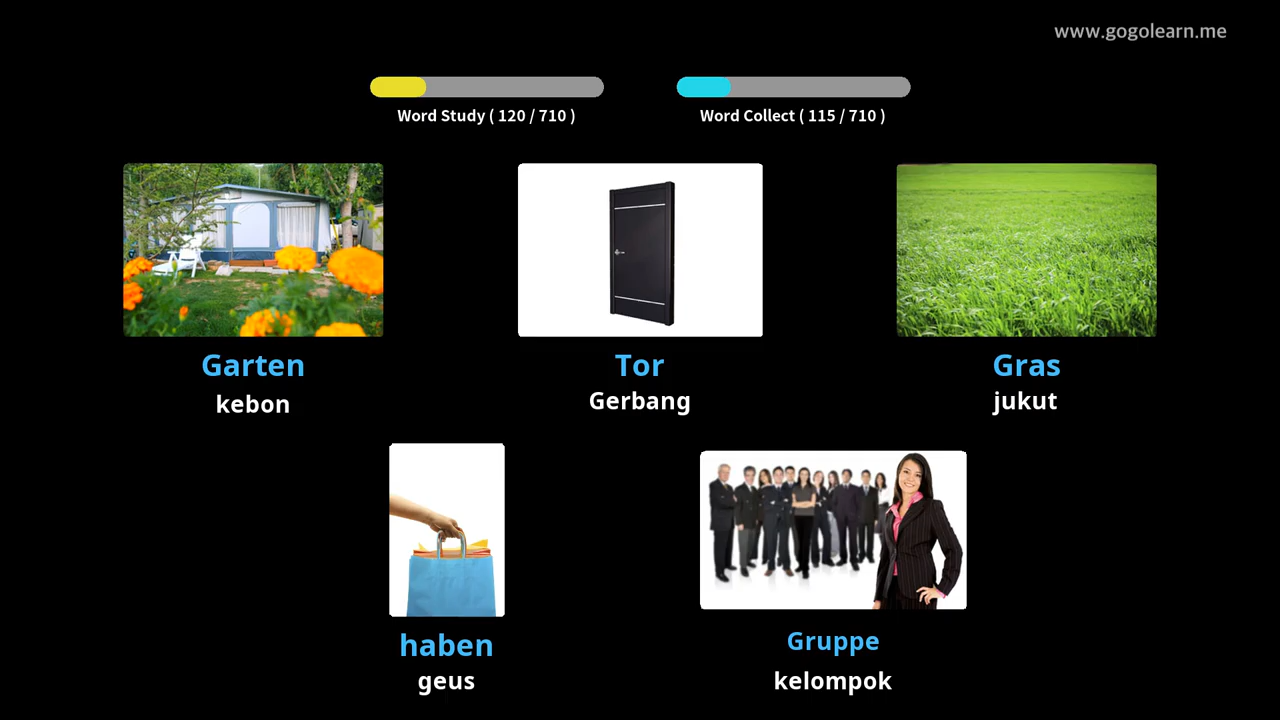 www.gogolearn.me
Word Study ( 120 / 710 )
Word Collect ( 115 / 710 )
Garten
kebon
Tor
Gerbang
Gras
jukut
haben
geus
Gruppe
kelompok